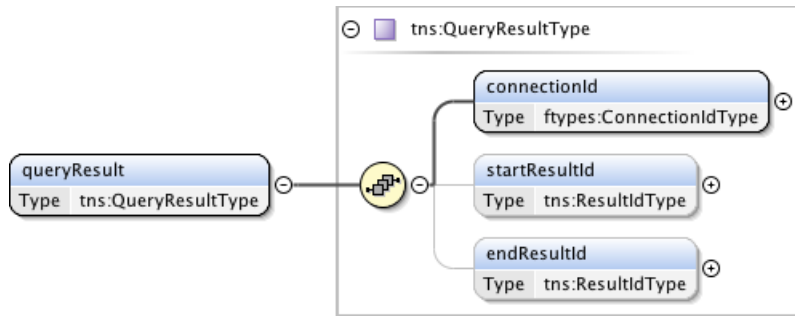 tns:QueryResultType
connectionId
Type ftypes:ConnectionIdType
queryResult
Type tns:QueryResultType
startResultId
Type tns:ResultIdType
endResultId
Type tns:ResultIdType